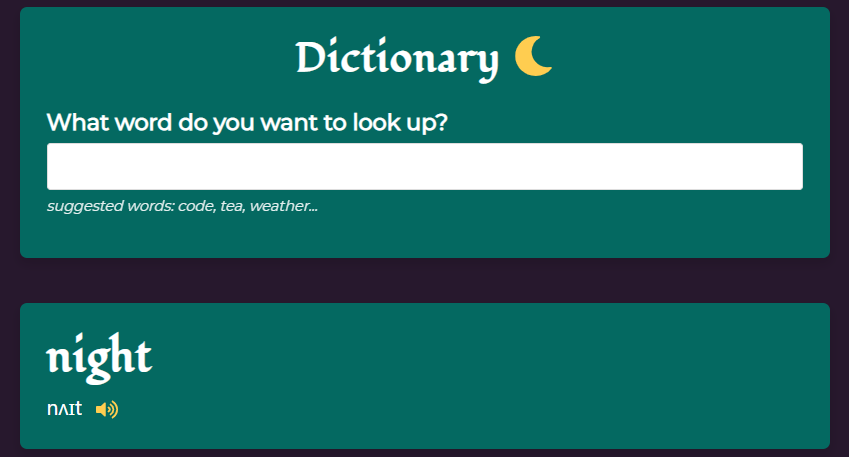 Dictionary
What word do you want to look up?
suggested words: code, tea, weather...
night
nʌɪt